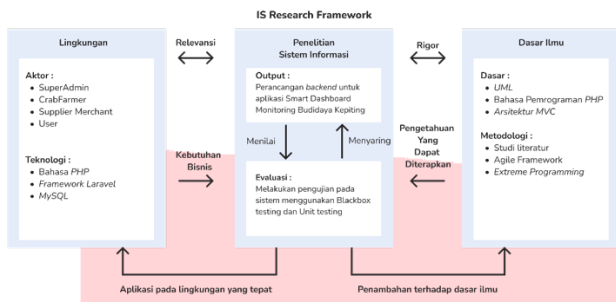 IS Research Framework
Lingkungan
Aktor :
• SuperAdmin
• CrabFarmer
• Supplier Merchant
• User
Teknologi :
• Bahasa PHP
• Framework Laravel
• MySQL
Relevansi
Kebutuhan
Bisnis
Penelitian
Sistem Informasi
Output :
Perancangan backend untuk
aplikasi Smart Dashboard
Monitoring Budidaya Kepiting
Menilai
Menyaring
Evaluasi :
Melakukan pengujian pada
sistem menggunakan Blackbox
testing dan Unit testing
Rigor
Pengetahuan
Yang
Dapat
Diterapkan
Dasar Ilmu
Dasar :
• UML
• Bahasa Pemrograman PHP
• Arsitektur MVC
Metodologi :
• Studi literatur
• Agile Framework
• Extreme Programming
Aplikasi pada lingkungan yang tepat
Penambahan terhadap dasar ilmu